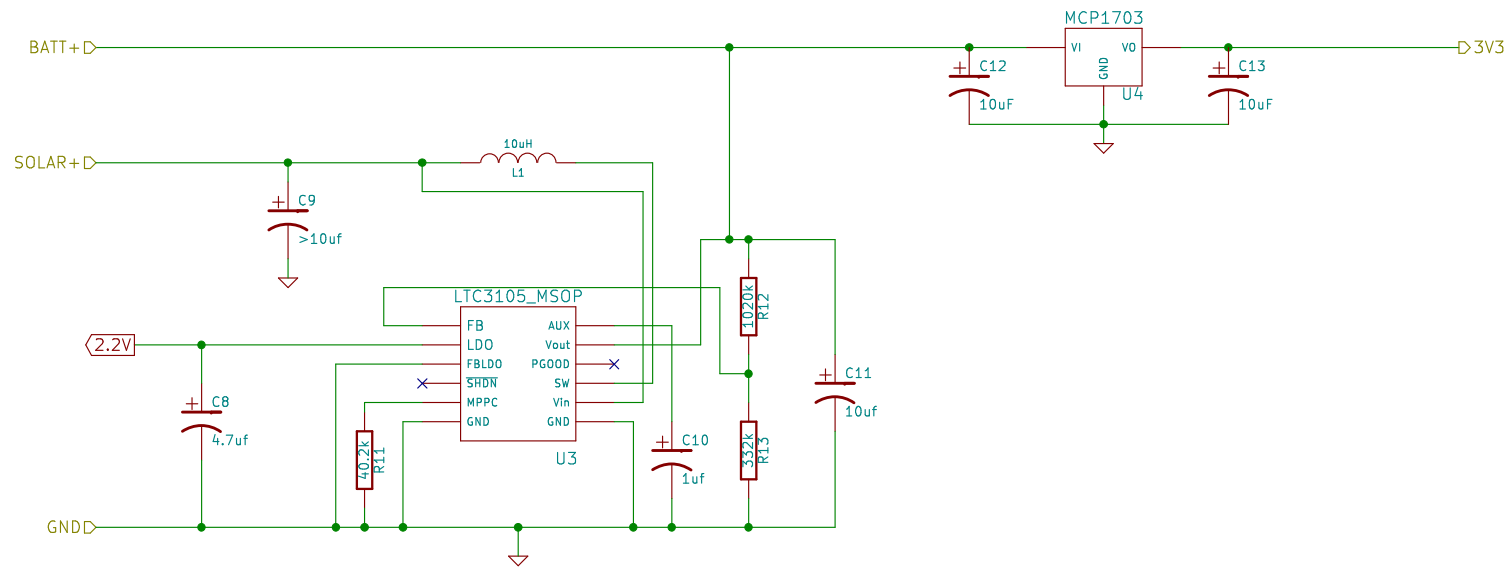 MCP1703
BATT+
VI
VO
GND
3V3
C12
10uF
U4
C13
10uF
SOLAR+
10uH
L1
C9
>10uf
LTC3105_MSOP
FB
LDO
FBLDO
SHDN
MPPC
GND
AUX
Vout
PGOOD
SW
Vin
GND
U3
1020k
R12
2.2V
C8
4.7uf
40.2k
R11
C10
1uf
332k
R13
C11
10uf
GND